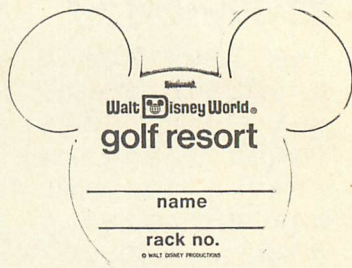 Walt Disney World®
golf resort
name
rack no.
© WALT DISNEY PRODUCTIONS